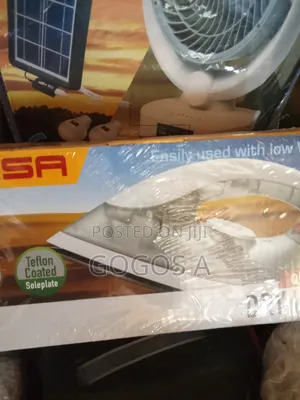 SA
Easily used with low
POSTED ON JIJI
GOGOS A
Teflon
Coated
Soleplate